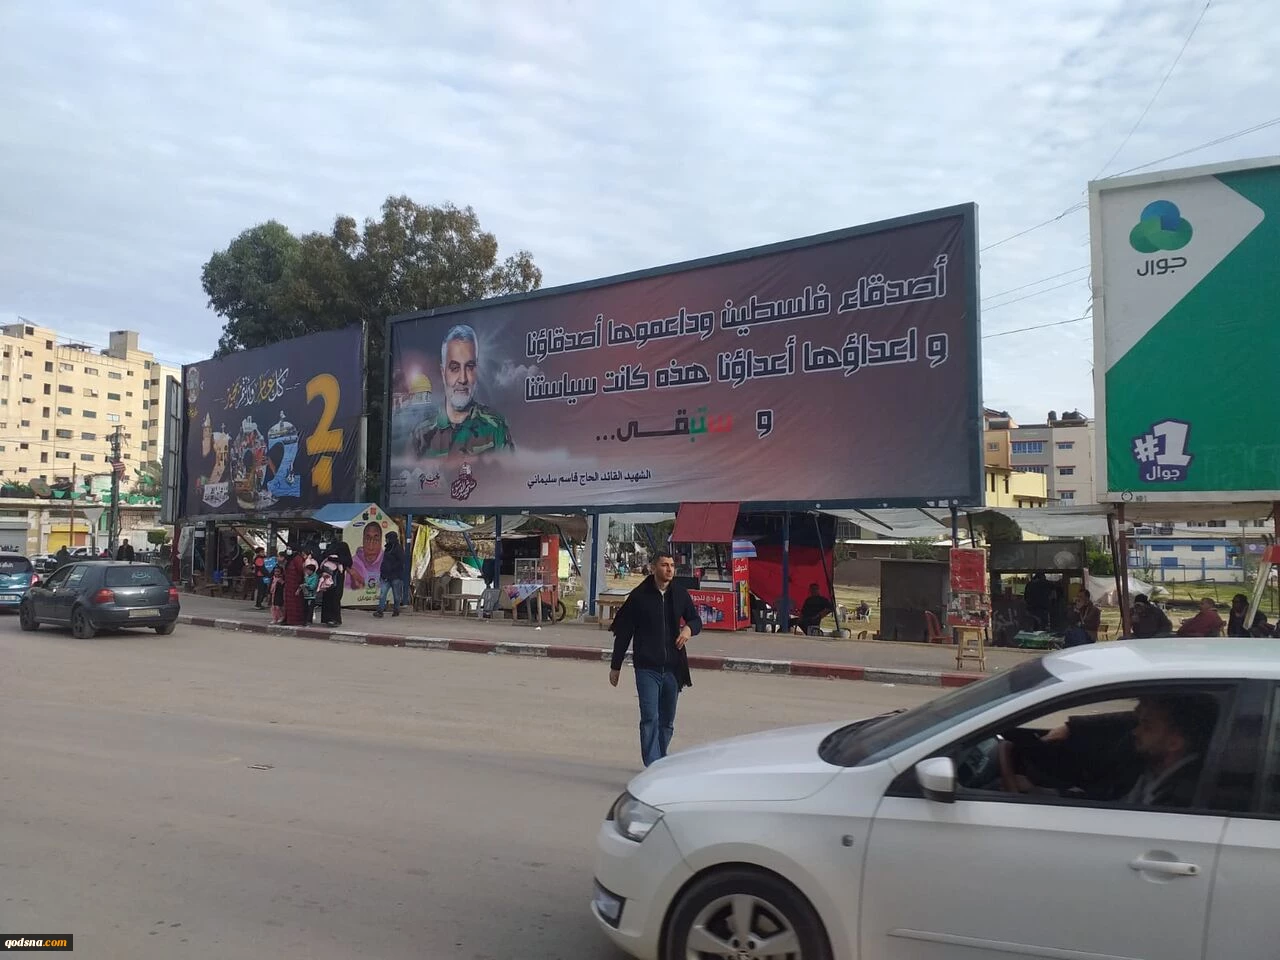 أصدقاء فلسطين وداعموها أصدقاؤنا
و اعداؤها أعداؤنا هذه كانت سياستنا
و ستبقى...
الشهيد القائد الحاج قاسم سليماني
جوال
#1
جوال
qodsna.com